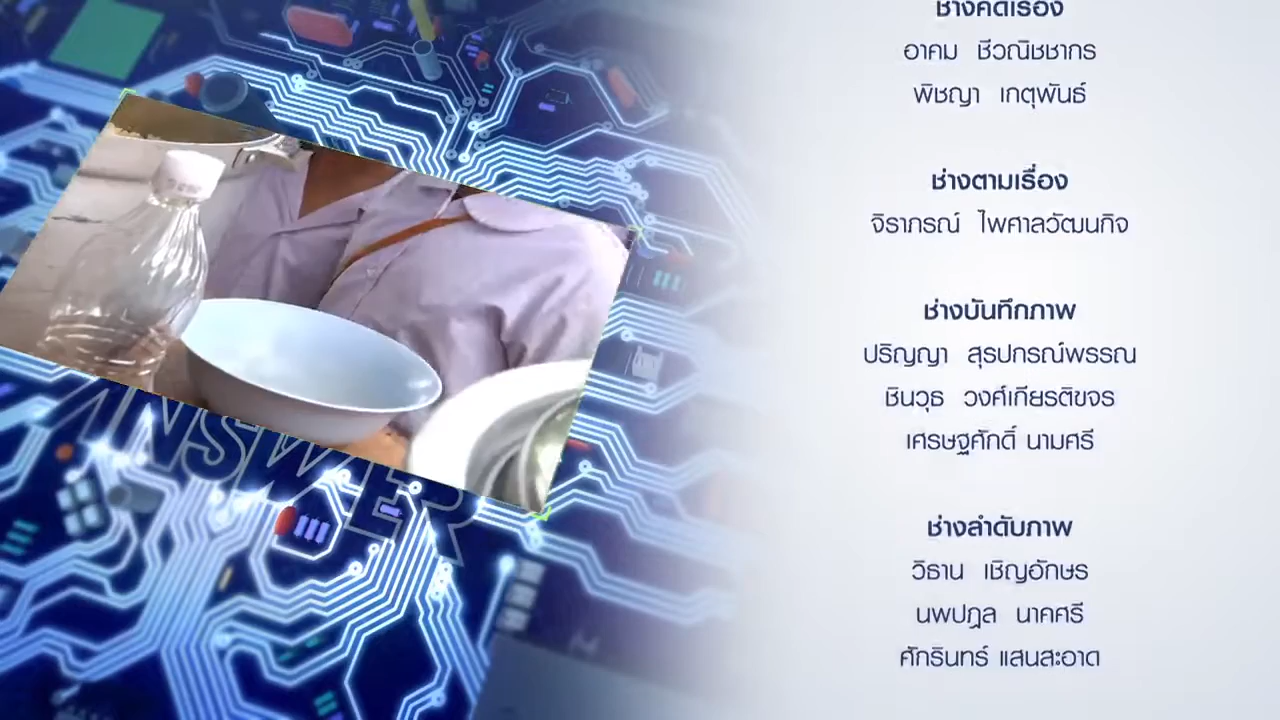 ช่างคิดเรื่อง
อาคม ชีวณิชชากร
พิชญา เกตุพันธ์
ช่างตามเรื่อง
จิราภรณ์ ไพศาลวัฒนกิจ
ช่างบันทึกภาพ
ปริญญา สุรปกรณ์พรรณ
ชินวุธ วงศ์เกียรติขจร
เศรษฐศักดิ์ นามศรี
ช่างลำดับภาพ
วิธาน เชิญอักษร
นพปฎล นาคศรี
ศักรินทร์ แสนสะอาด
ANSWER